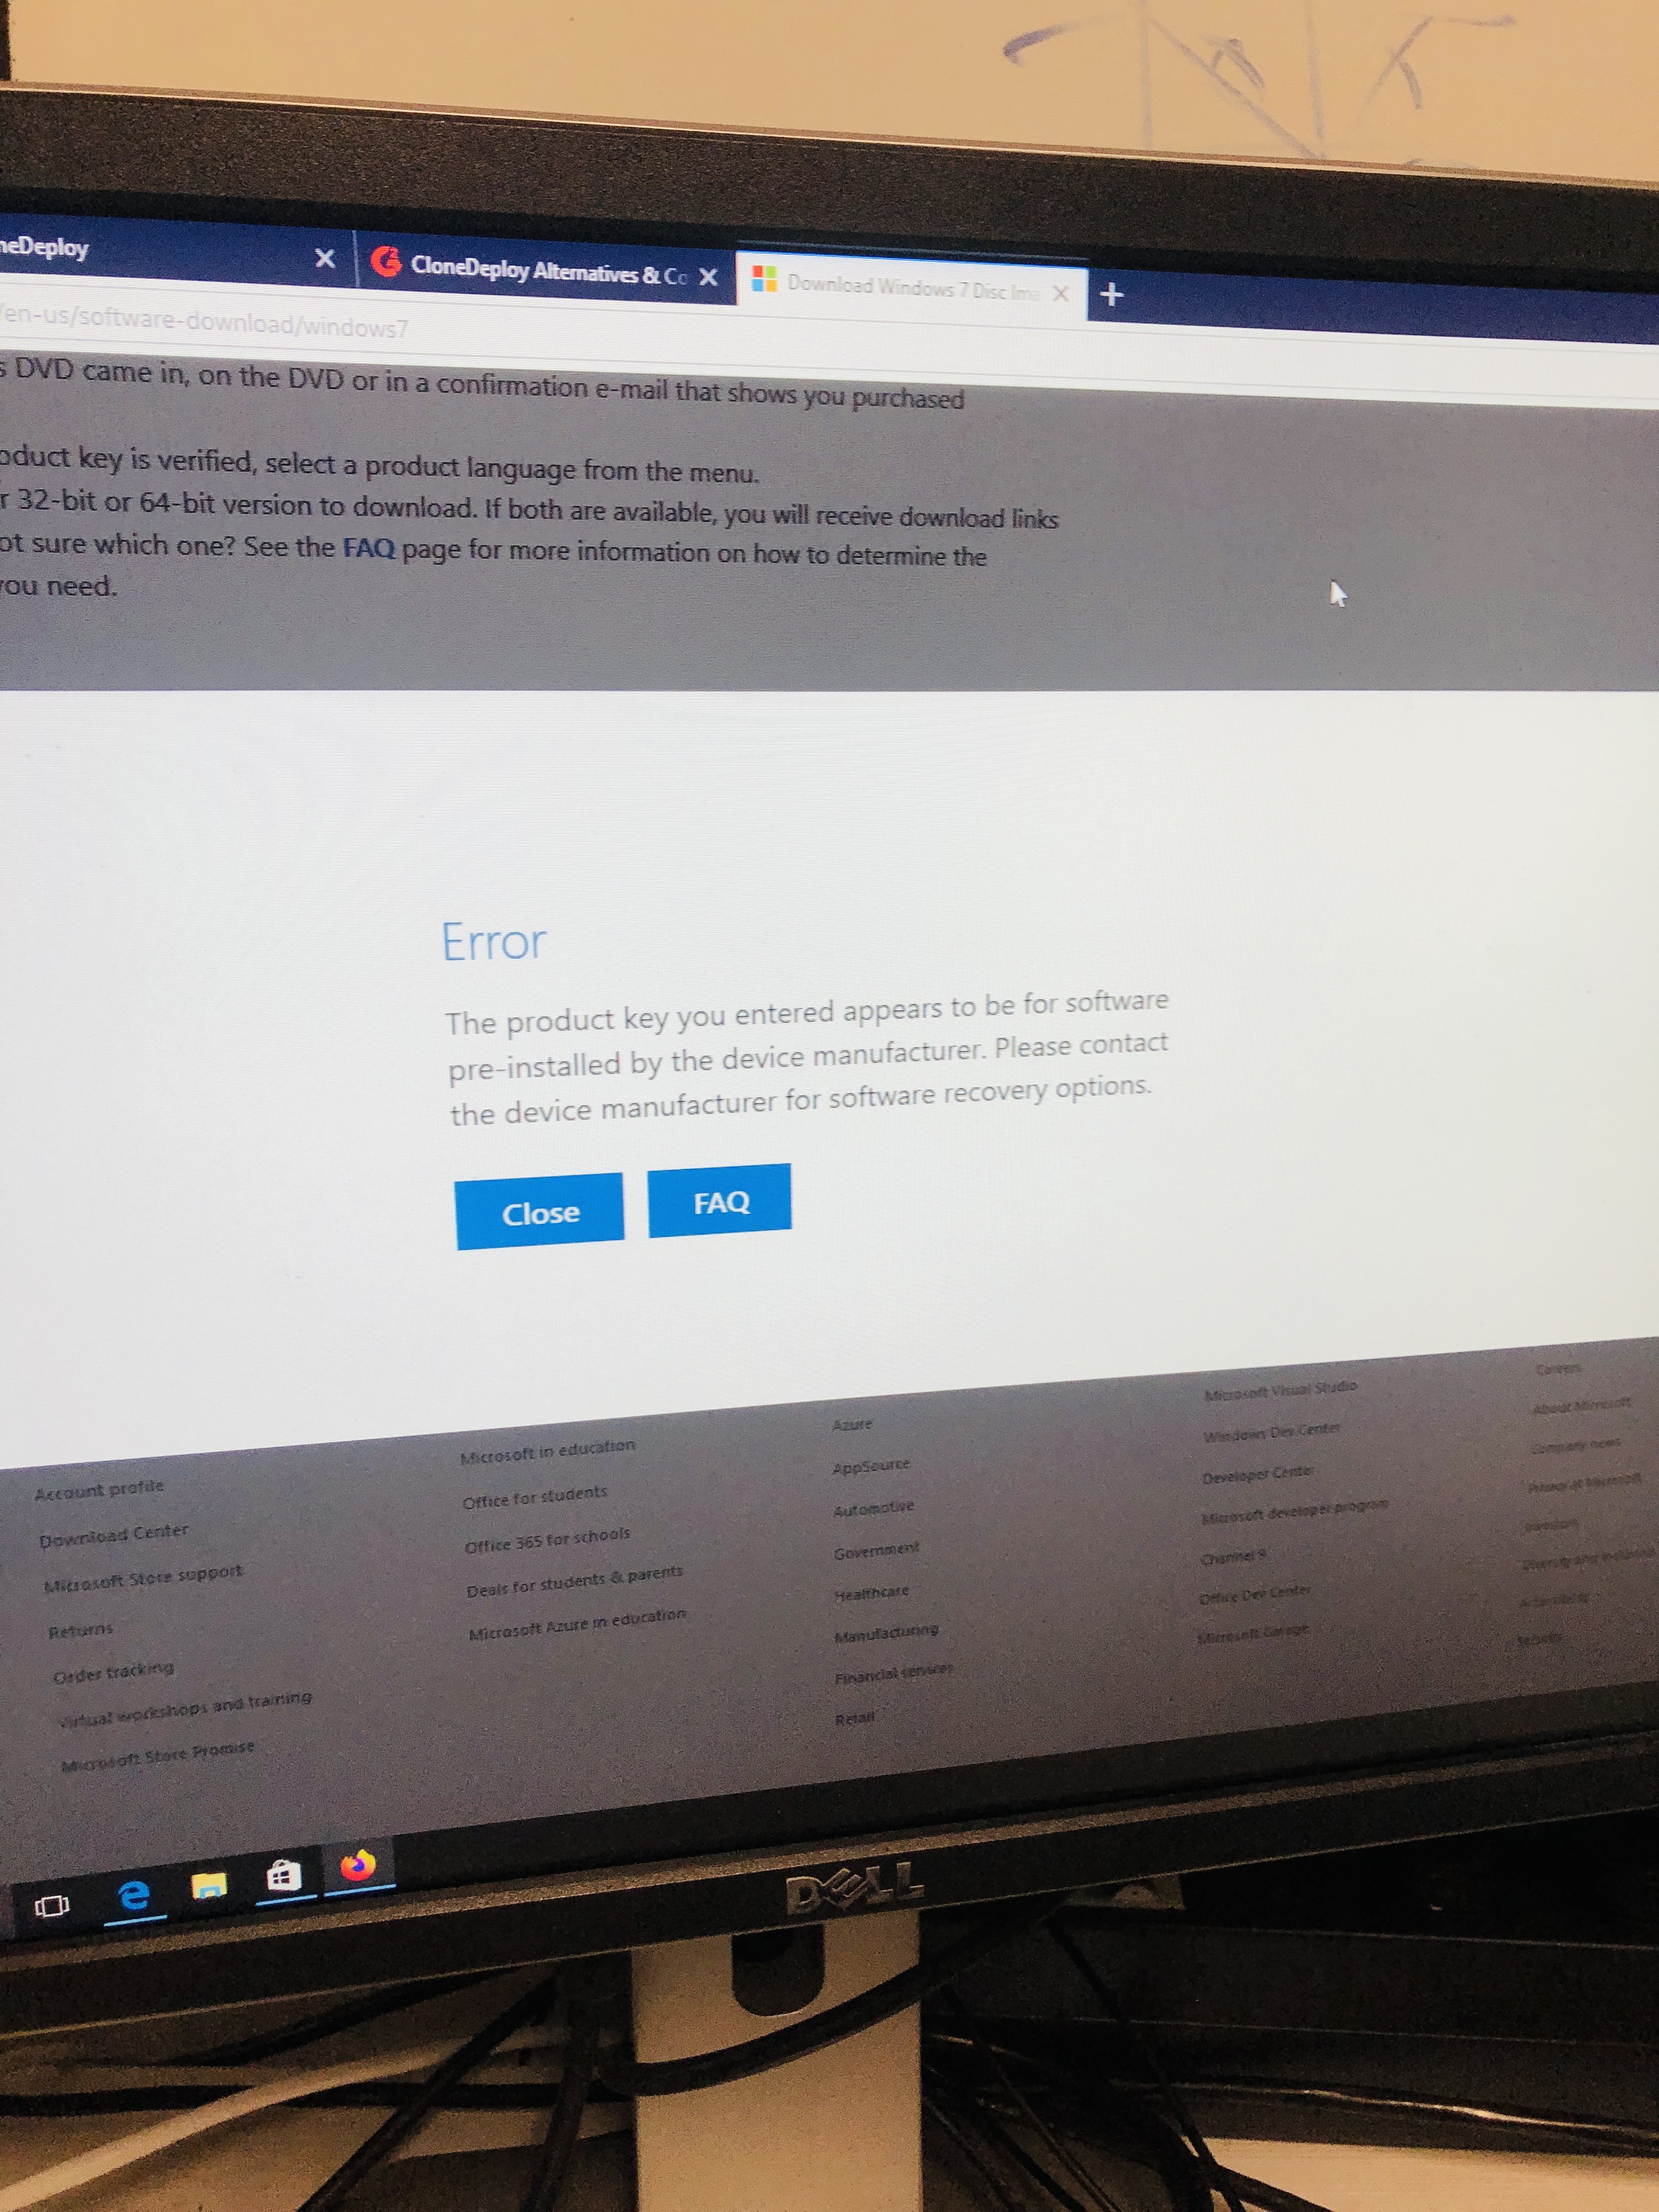 neDeploy
CloneDeploy Alternatives & Co
Download Windows 7 Disc Ima
/en-us/software-download/windows7
s DVD came in, on the DVD or in a confirmation e-mail that shows you purchased
oduct key is verified, select a product language from the menu.
r 32-bit or 64-bit version to download. If both are available, you will receive download links
ot sure which one? See the FAQ page for more information on how to determine the
you need.
Error
The product key you entered appears to be for software
pre-installed by the device manufacturer. Please contact
the device manufacturer for software recovery options.
Close
FAQ
Account profile
Download Center
Microsoft Store support
Returns
Order tracking
Virtual workshops and training
Microsoft Store Promise
Microsoft in education
Office for students
Office 365 for schools
Deals for students & parents
Microsoft Azure in education
Azure
AppSource
Automotive
Government
Healthcare
Manufacturing
Financial services
Retail
Microsoft Visual Studio
Windows Dev Center
Developer Center
Microsoft developer program
Channel 9
Office Dev Center
Microsoft Garage
Careers
About Microsoft
Company news
Privacy at Microsoft
Investors
Diversity and inclusion
Accessibility
Security
DELL